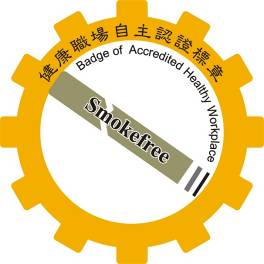 健康職場自主認證標章
Badge of Accredited Healthy Workplace
Smokefree